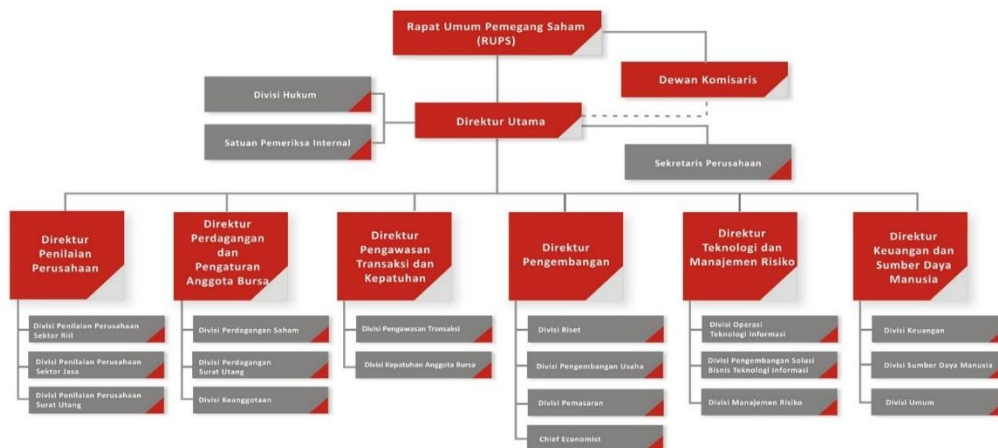 Rapat Umum Pemegang Saham
(RUPS)
Dewan Komisaris
Divisi Hukum
Direktur Utama
Satuan Pemeriksa Internal
Sekretaris Perusahaan
Direktur
Penilaian
Perusahaan
Divisi Penilaian Perusahaan
Sektor Riil
Divisi Penilaian Perusahaan
Sektor Jasa
Divisi Penilaian Perusahaan
Surat Utang
Direktur
Perdagangan
dan
Pengaturan
Anggota Bursa
Divisi Perdagangan Saham
Divisi Perdagangan
Surat Utang
Divisi Keanggotaan
Direktur
Pengawasan
Transaksi dan
Kepatuhan
Divisi Pengawasan Transaksi
Divisi Kepatuhan Anggota Bursa
Direktur
Pengembangan
Divisi Riset
Divisi Pengembangan Usaha
Divisi Pemasaran
Chief Economist
Direktur
Teknologi dan
Manajemen Risiko
Divisi Operasi
Teknologi Informasi
Divisi Pengembangan Solusi
Bisnis Teknologi Informasi
Divisi Manajemen Risiko
Direktur
Keuangan dan
Sumber Daya
Manusia
Divisi Keuangan
Divisi Sumber Daya Manusia
Divisi Umum